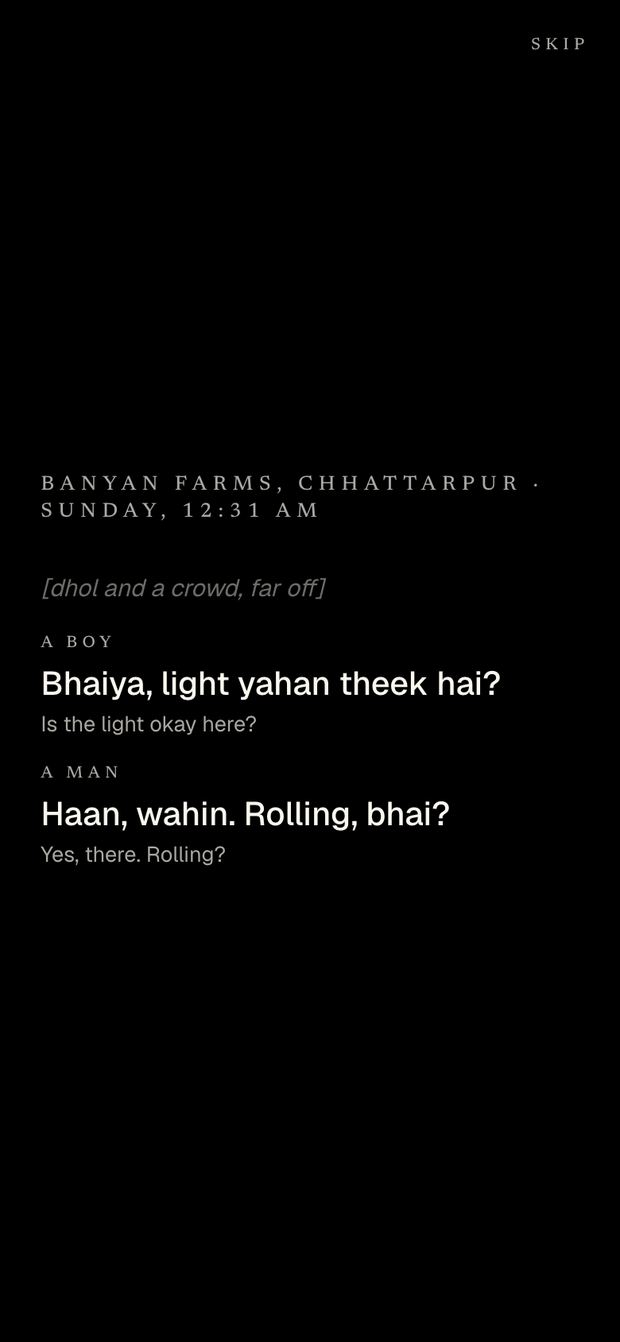 SKIP
BANYAN FARMS, CHHATTARPUR ·
SUNDAY, 12:31 AM
[dhol and a crowd, far off]
A BOY
Bhaiya, light yahan theek hai?
Is the light okay here?
A MAN
Haan, wahin. Rolling, bhai?
Yes, there. Rolling?